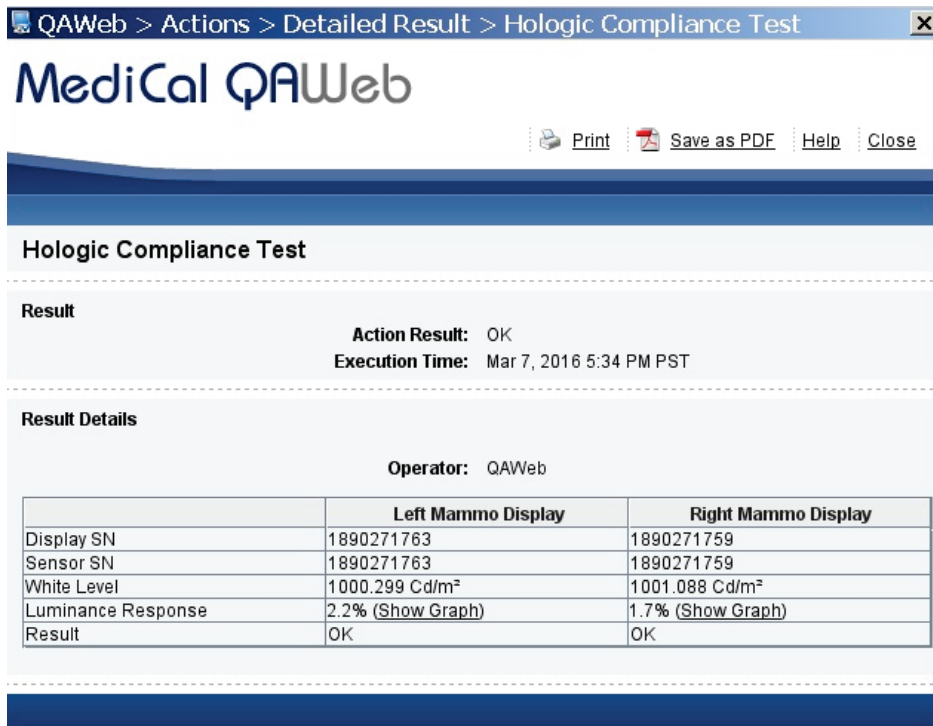 QAWeb > Actions > Detailed Result > Hologic Compliance Test
MediCal QAWeb
Print Save as PDF Help Close
Hologic Compliance Test
Result
Action Result: OK
Execution Time: Mar 7, 2016 5:34 PM PST
Result Details
Operator: QAWeb
Left Mammo Display Right Mammo Display
Display SN 1890271763 1890271759
Sensor SN 1890271763 1890271759
White Level 1000.299 Cd/m² 1001.088 Cd/m²
Luminance Response 2.2% (Show Graph) 1.7% (Show Graph)
Result OK OK